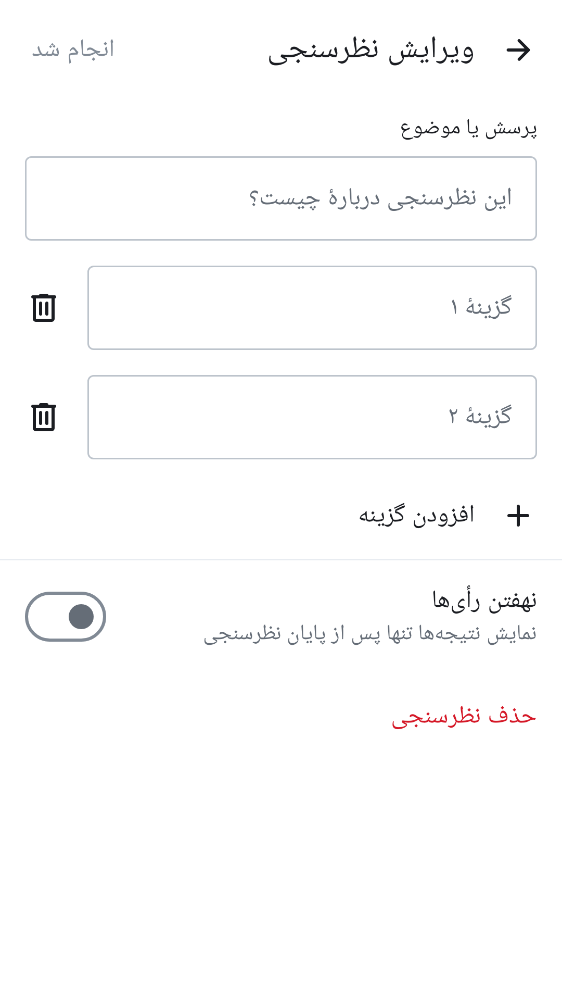 ویرایش نظرسنجی
انجام شد
پرسش یا موضوع
این نظرسنجی دربارهٔ چیست؟
گزینهٔ ۱
گزینهٔ ۲
افزودن گزینه
نهفتن رأی‌ها
نمایش نتیجه‌ها تنها پس از پایان نظرسنجی
حذف نظرسنجی